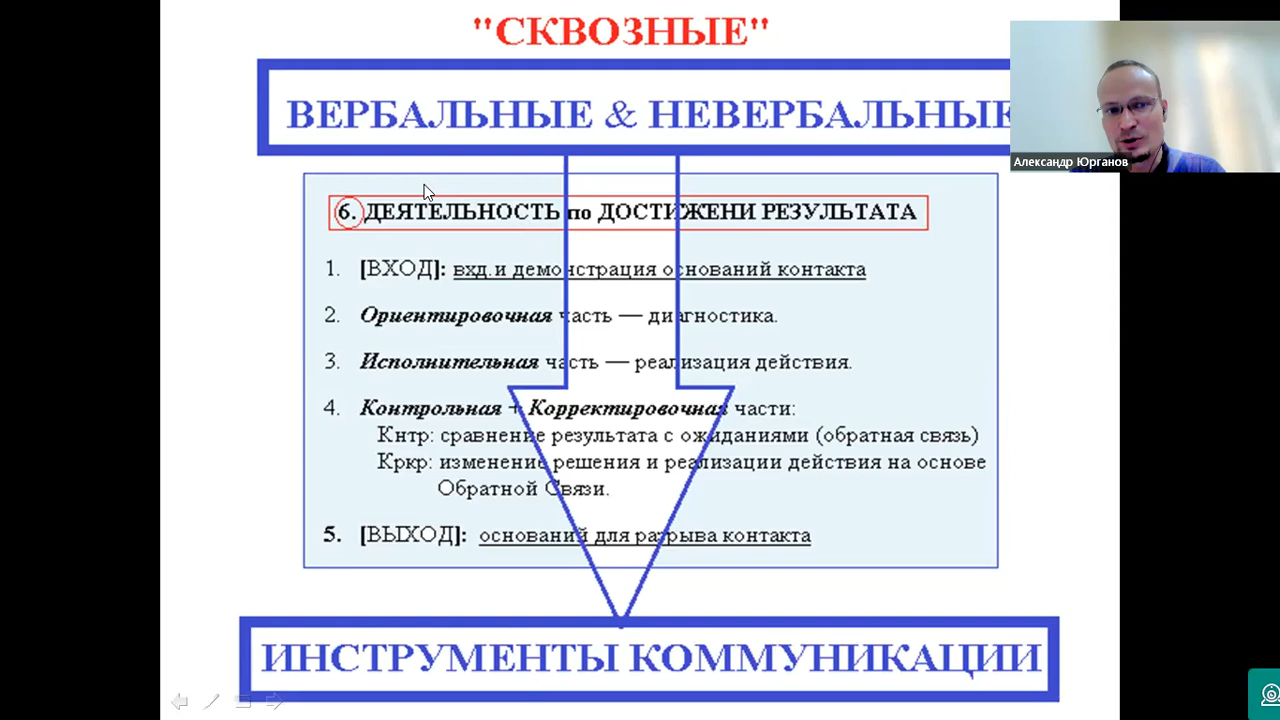 "СКВОЗНЫЕ"
ВЕРБАЛЬНЫЕ & НЕВЕРБАЛЬНЫЕ
Александр Юрганов
6. ДЕЯТЕЛЬНОСТЬ по ДОСТИЖЕНИ РЕЗУЛЬТАТА
1. [ВХОД]: вхд.и демонстрация оснований контакта
2. Ориентировочная часть — диагностика.
3. Исполнительная часть — реализация действия.
4. Контрольная + Корректировочная части:
Кнтр: сравнение результата с ожиданиями (обратная связь)
Кркр: изменение решения и реализации действия на основе
Обратной Связи.
5. [ВЫХОД]: оснований для разрыва контакта
ИНСТРУМЕНТЫ КОММУНИКАЦИИ